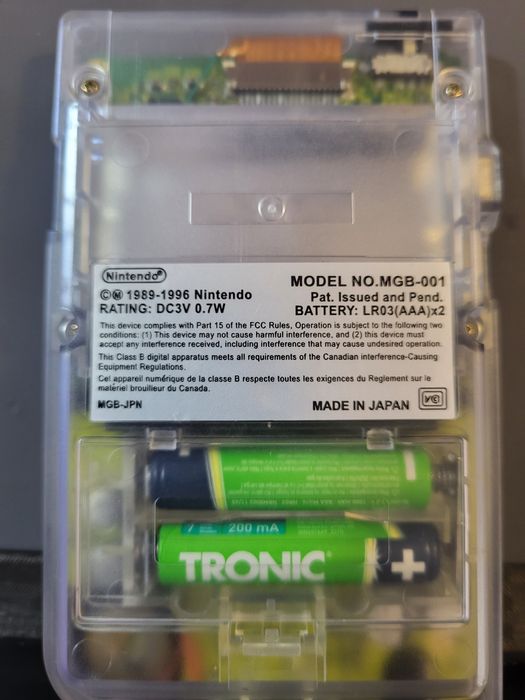 Nintendo®
MODEL NO.MGB-001
©Ⓜ 1989-1996 Nintendo
Pat. Issued and Pend.
RATING: DC3V 0.7W
BATTERY: LR03(AAA)x2
This device complies with Part 15 of the FCC Rules, Operation is subject to the following two
conditions: (1) This device may not cause harmful interference, and (2) this device must
accept any interference received, including interference that may cause undesired operation.
This Class B digital apparatus meets all requirements of the Canadian interference-Causing
Equipment Regulations.
Cet appareil numérique de la classe B respecte toutes les exigences du Reglement sur le
matériel brouilleur du Canada.
MGB-JPN
MADE IN JAPAN
200 mA
TRONIC
+